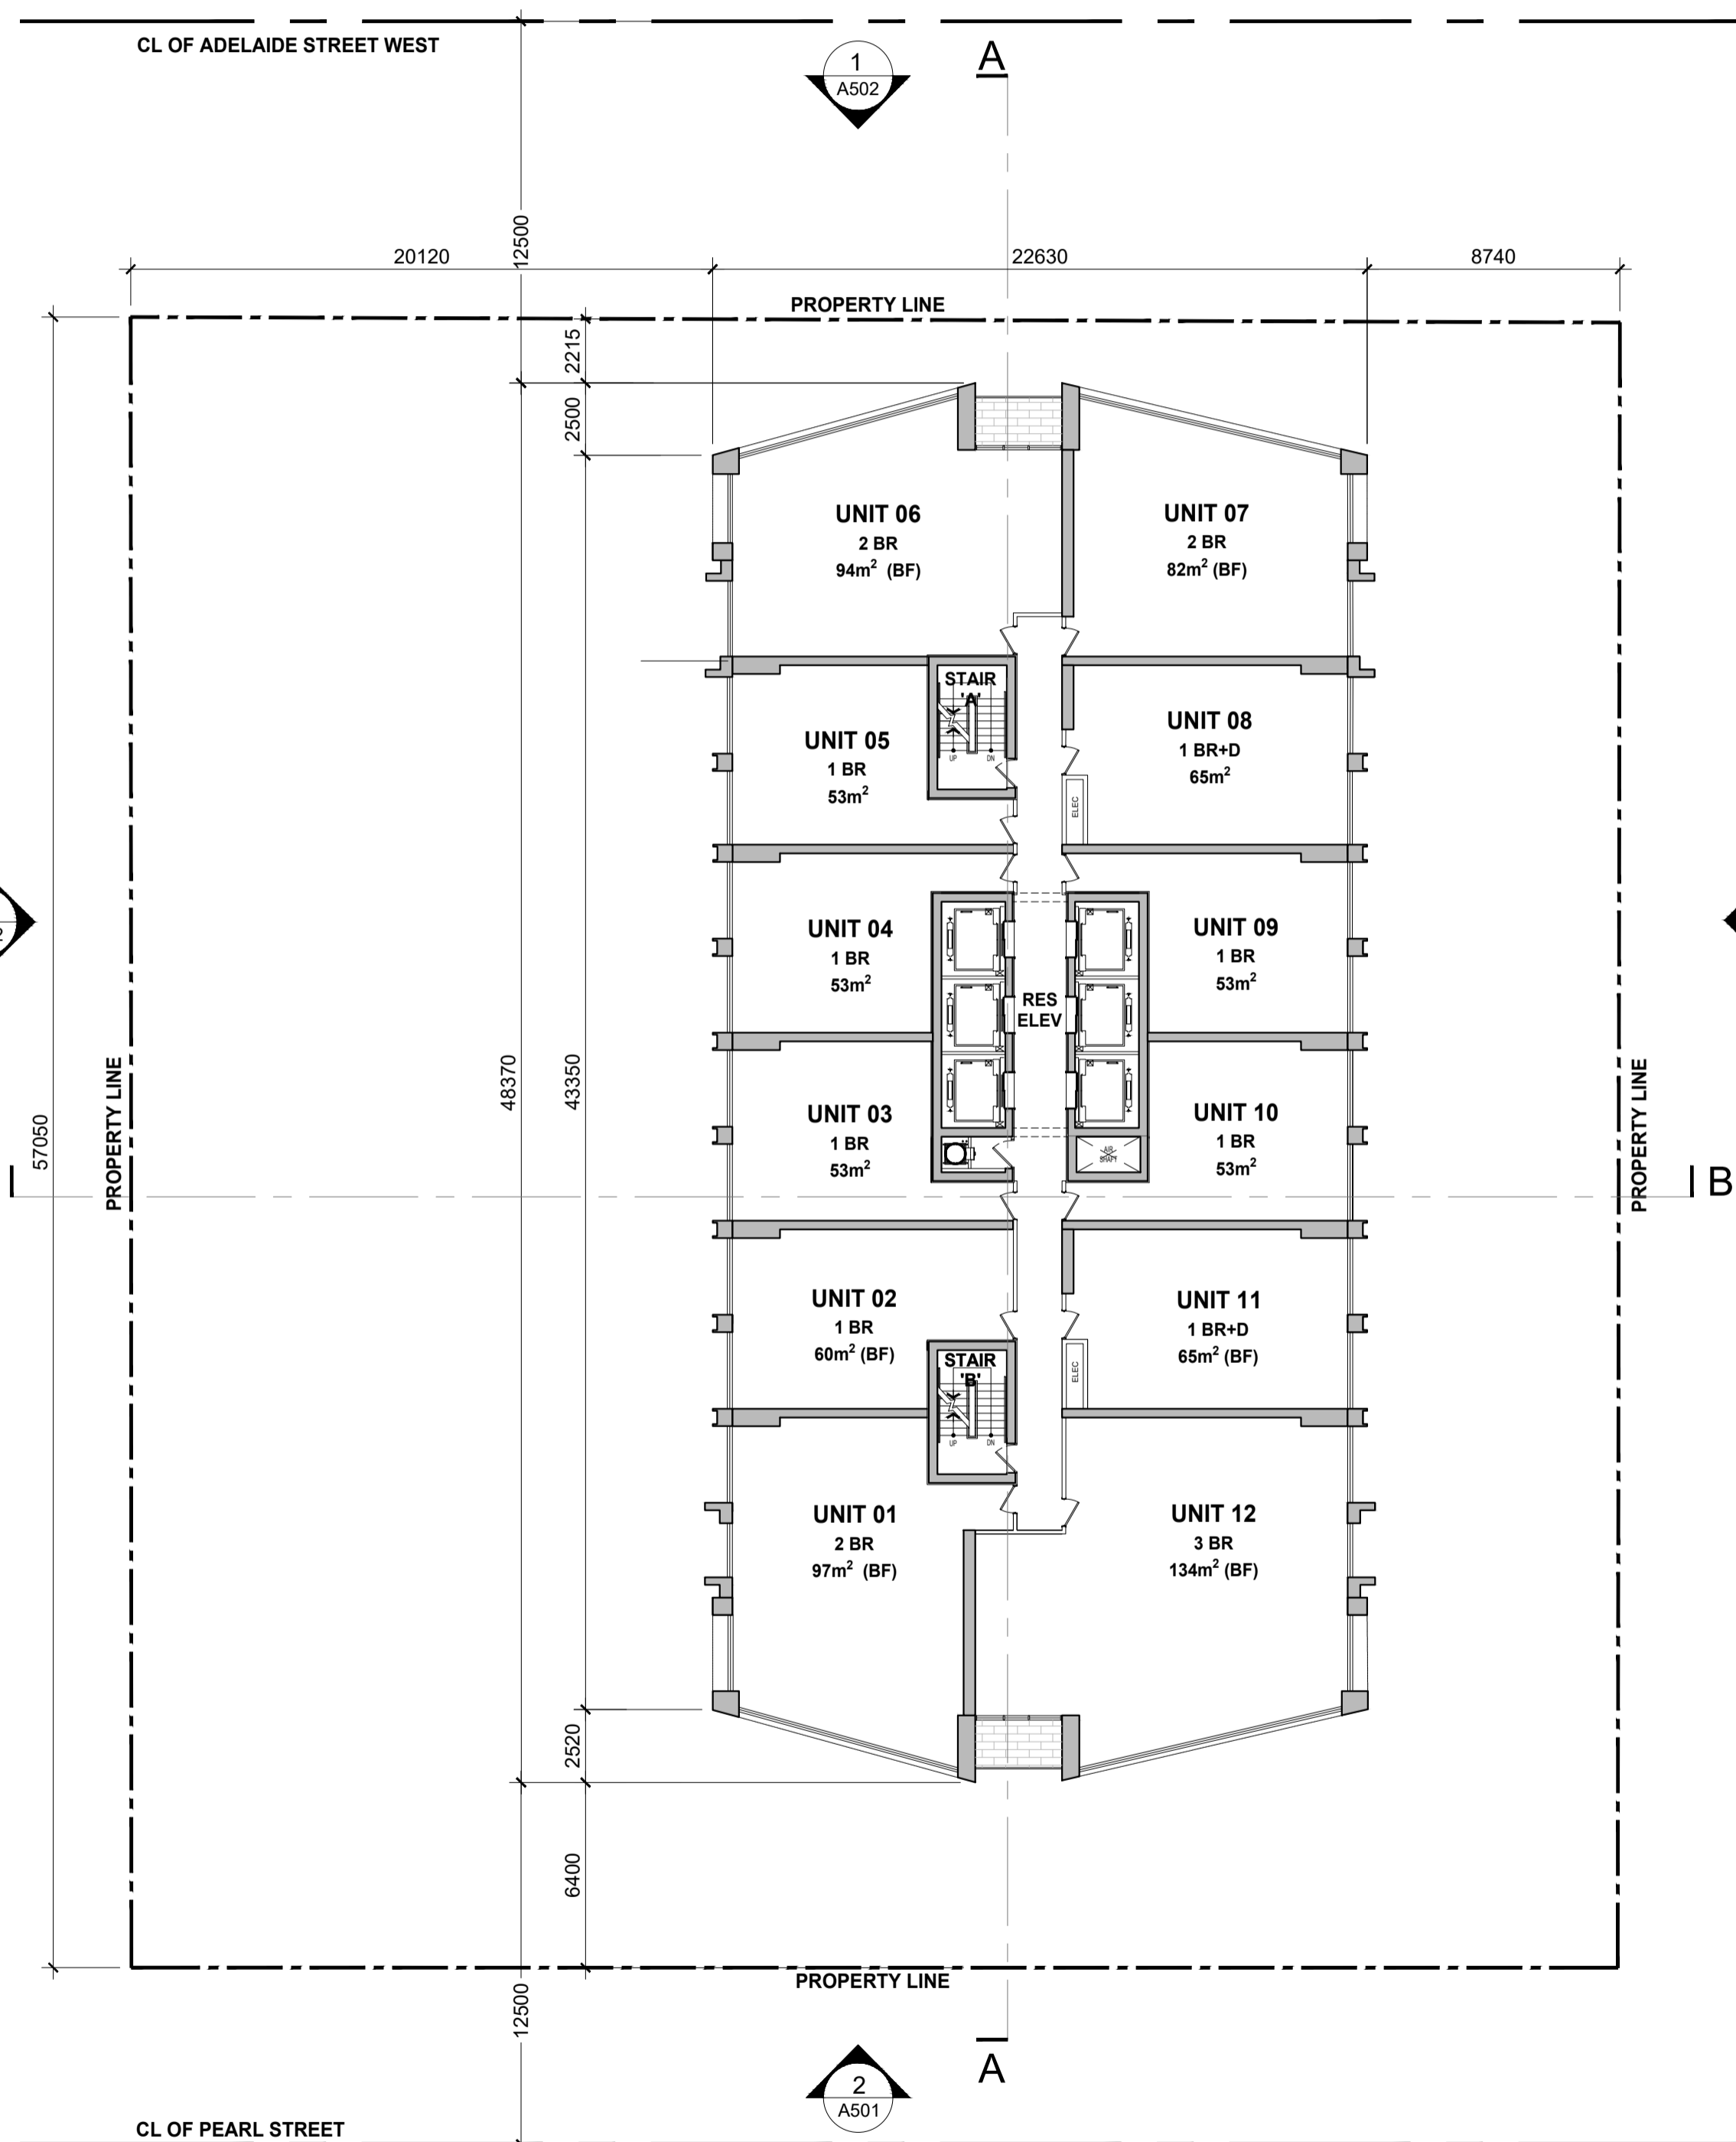 CL OF ADELAIDE STREET WEST
1
A502
A
12500
20120
22630
8740
PROPERTY LINE
2215
2500
UNIT 06
2 BR
94m² (BF)
UNIT 07
2 BR
82m² (BF)
STAIR
'A'
UP
DN
UNIT 05
1 BR
53m²
UNIT 08
1 BR+D
65m²
ELEC
UNIT 04
1 BR
53m²
UNIT 09
1 BR
53m²
RES
ELEV
57050
PROPERTY LINE
48370
43350
UNIT 03
1 BR
53m²
UNIT 10
1 BR
53m²
AIR
SHAFT
PROPERTY LINE
B
UNIT 02
1 BR
60m² (BF)
UNIT 11
1 BR+D
65m² (BF)
STAIR
'B'
ELEC
UP
DN
UNIT 01
2 BR
97m² (BF)
UNIT 12
3 BR
134m² (BF)
2520
6400
PROPERTY LINE
12500
A
2
A501
CL OF PEARL STREET